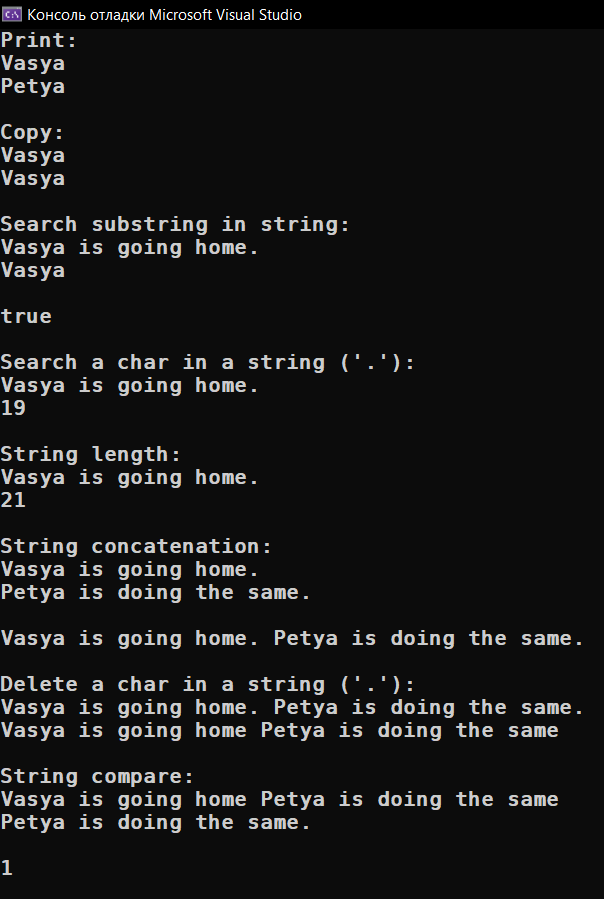 Консоль отладки Microsoft Visual Studio
Print:
Vasya
Petya
Copy:
Vasya
Vasya
Search substring in string:
Vasya is going home.
Vasya
true
Search a char in a string ('.'):
Vasya is going home.
19
String length:
Vasya is going home.
21
String concatenation:
Vasya is going home.
Petya is doing the same.
Vasya is going home. Petya is doing the same.
Delete a char in a string ('.'):
Vasya is going home. Petya is doing the same.
Vasya is going home Petya is doing the same
String compare:
Vasya is going home Petya is doing the same
Petya is doing the same.
1